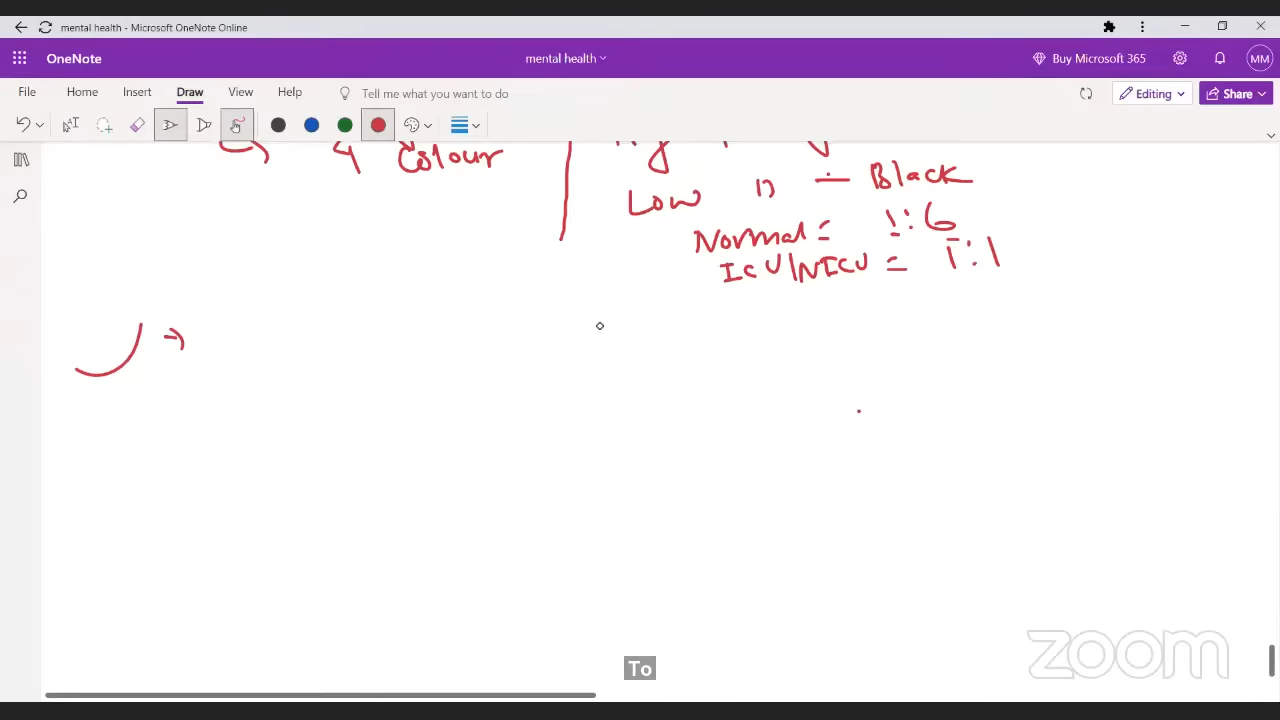 mental health - Microsoft OneNote Online
OneNote
mental health
Buy Microsoft 365
MM
File Home Insert Draw View Help Tell me what you want to do
Editing
Share
4 Colour
Low - Black
Normal = 1:6
ICU/NICU = 1:1
zoom
To